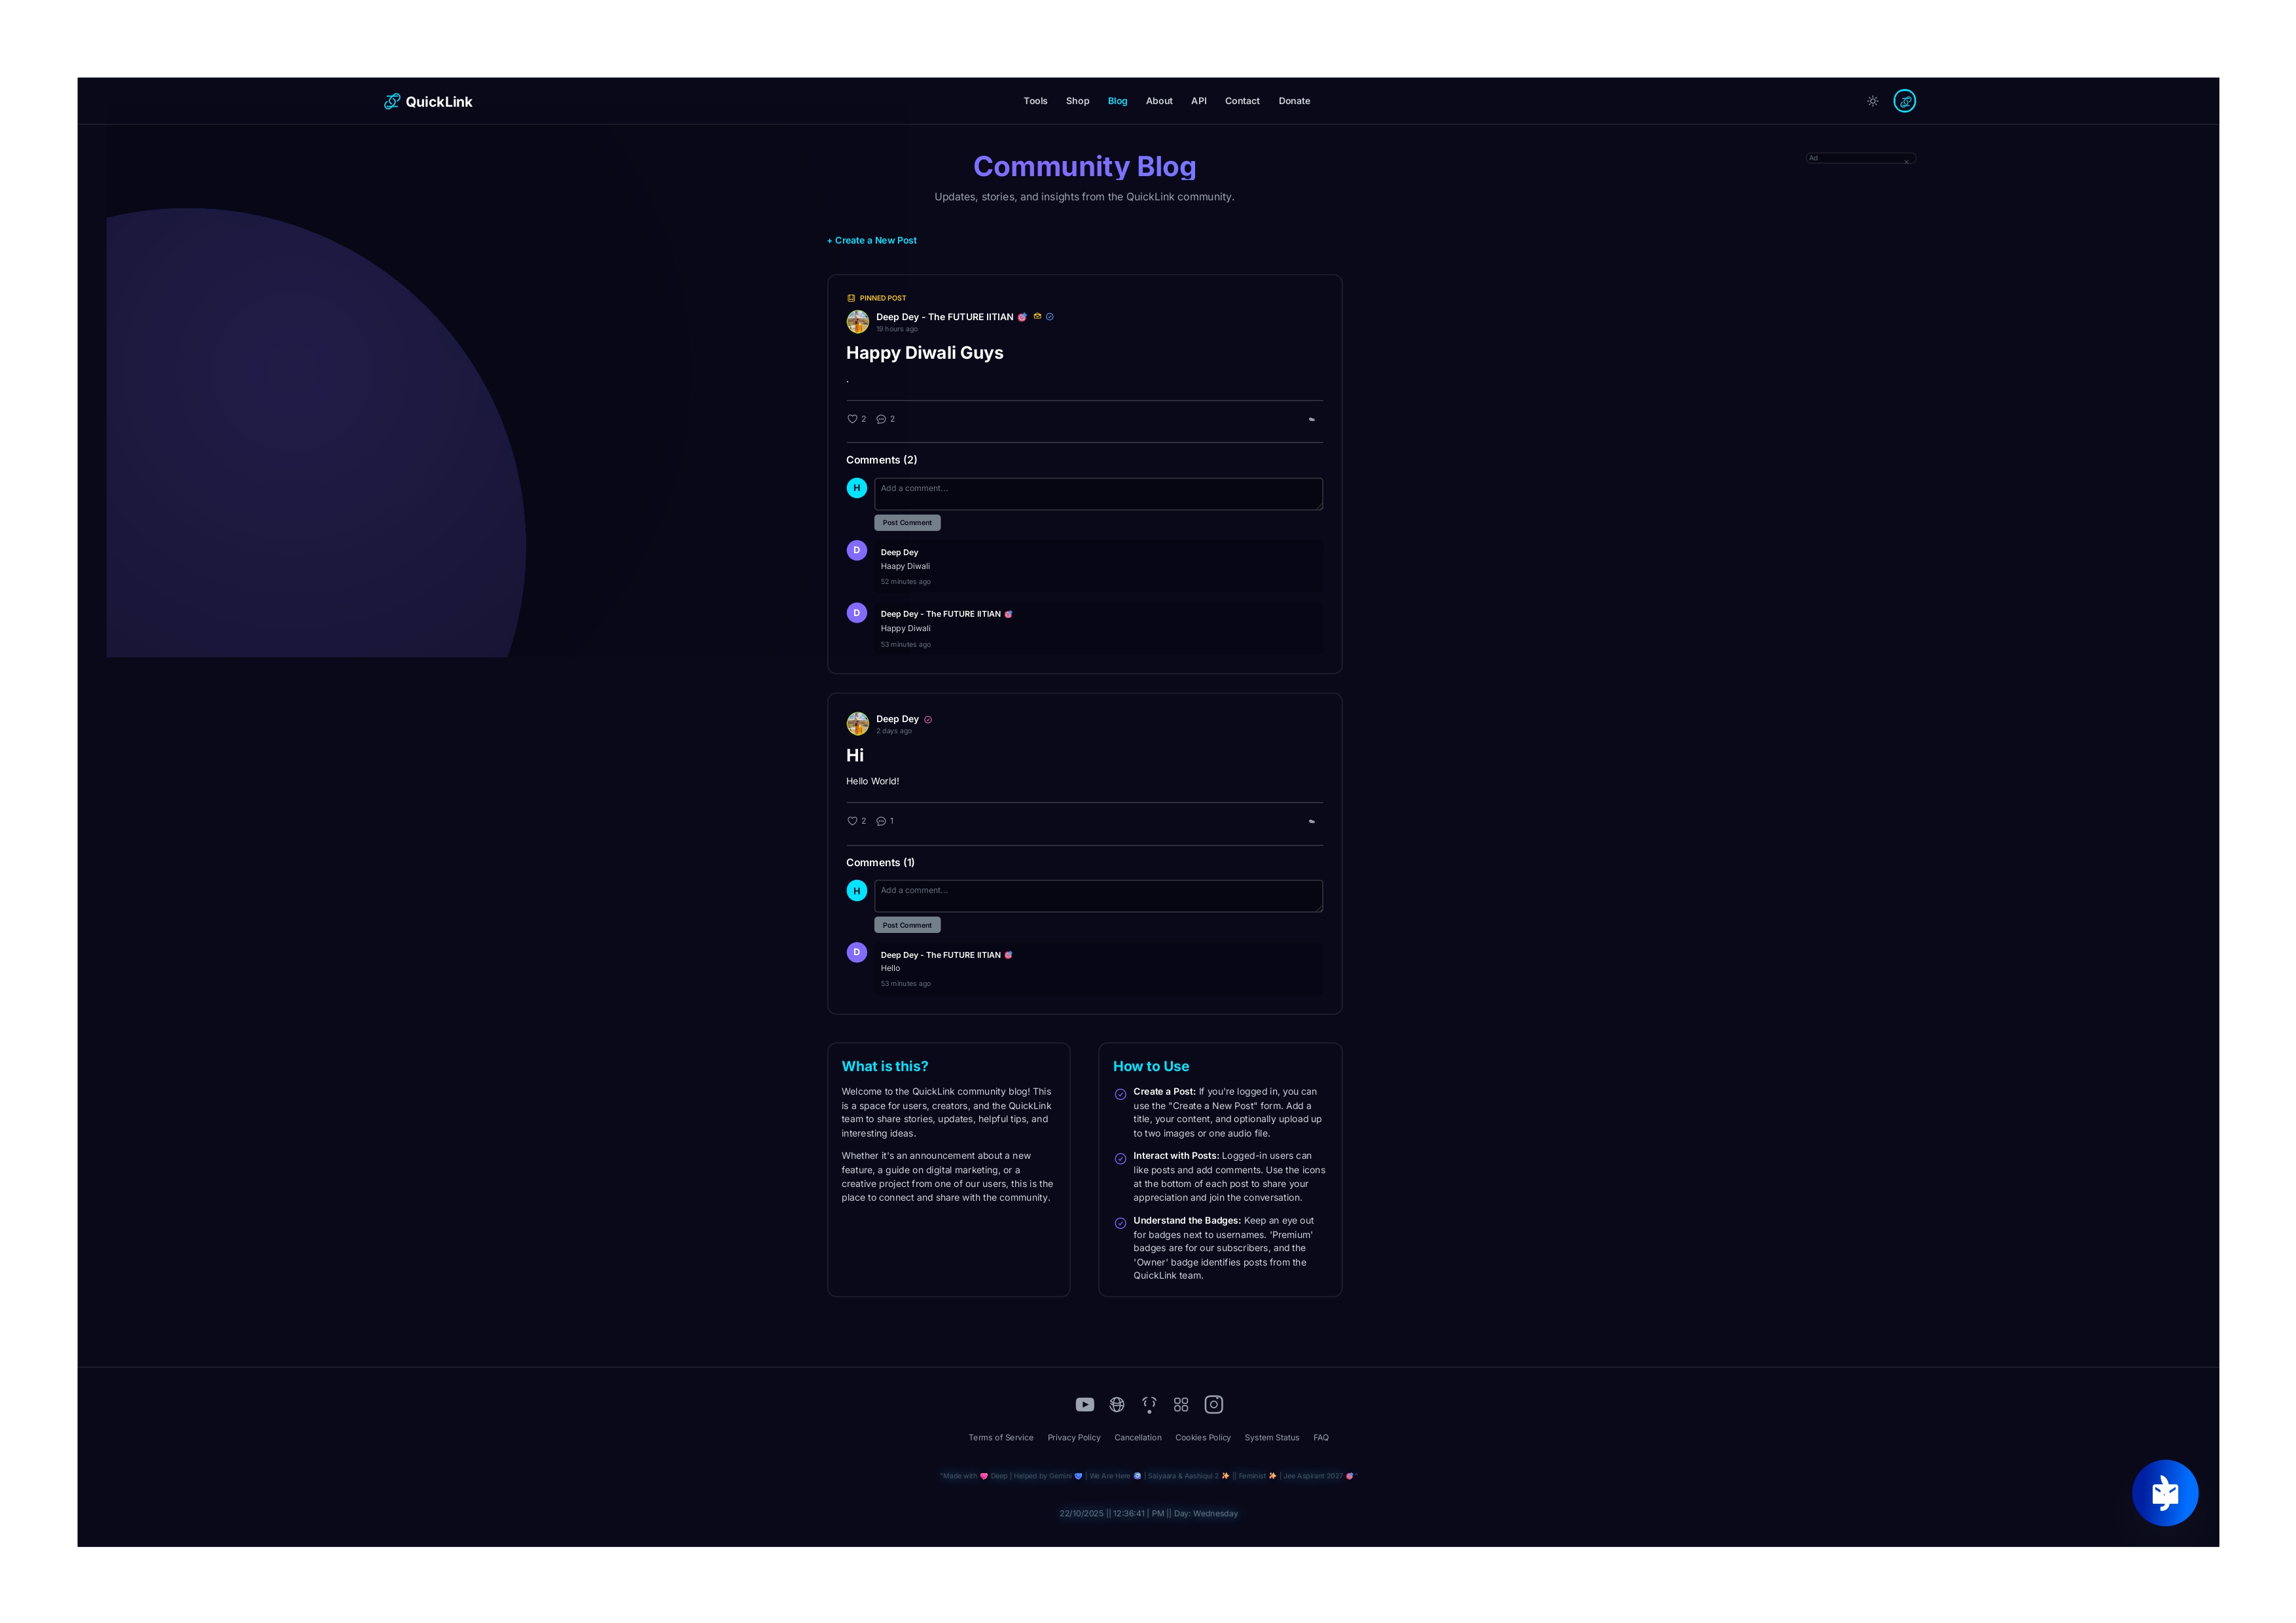 QuickLink
Tools Shop Blog About API Contact Donate
Community Blog
Ad ×
Updates, stories, and insights from the QuickLink community.
+ Create a New Post
PINNED POST
Deep Dey - The FUTURE IITIAN 🎯
19 hours ago
Happy Diwali Guys
.
2 2
Comments (2)
H
Add a comment...
Post Comment
D
Deep Dey
Haapy Diwali
52 minutes ago
D
Deep Dey - The FUTURE IITIAN 🎯
Happy Diwali
53 minutes ago
Deep Dey
2 days ago
Hi
Hello World!
2 1
Comments (1)
H
Add a comment...
Post Comment
D
Deep Dey - The FUTURE IITIAN 🎯
Hello
53 minutes ago
What is this?
Welcome to the QuickLink community blog! This
is a space for users, creators, and the QuickLink
team to share stories, updates, helpful tips, and
interesting ideas.
Whether it's an announcement about a new
feature, a guide on digital marketing, or a
creative project from one of our users, this is the
place to connect and share with the community.
How to Use
Create a Post: If you're logged in, you can
use the "Create a New Post" form. Add a
title, your content, and optionally upload up
to two images or one audio file.
Interact with Posts: Logged-in users can
like posts and add comments. Use the icons
at the bottom of each post to share your
appreciation and join the conversation.
Understand the Badges: Keep an eye out
for badges next to usernames. 'Premium'
badges are for our subscribers, and the
'Owner' badge identifies posts from the
QuickLink team.
Terms of Service Privacy Policy Cancellation Cookies Policy System Status FAQ
"Made with 💖 Deep | Helped by Gemini 💙 | We Are Here 🧿 | Saiyaara & Aashiqui 2 || Feminist | Jee Aspirant 2027 🎯"
22/10/2025 || 12:36:41 | PM || Day: Wednesday